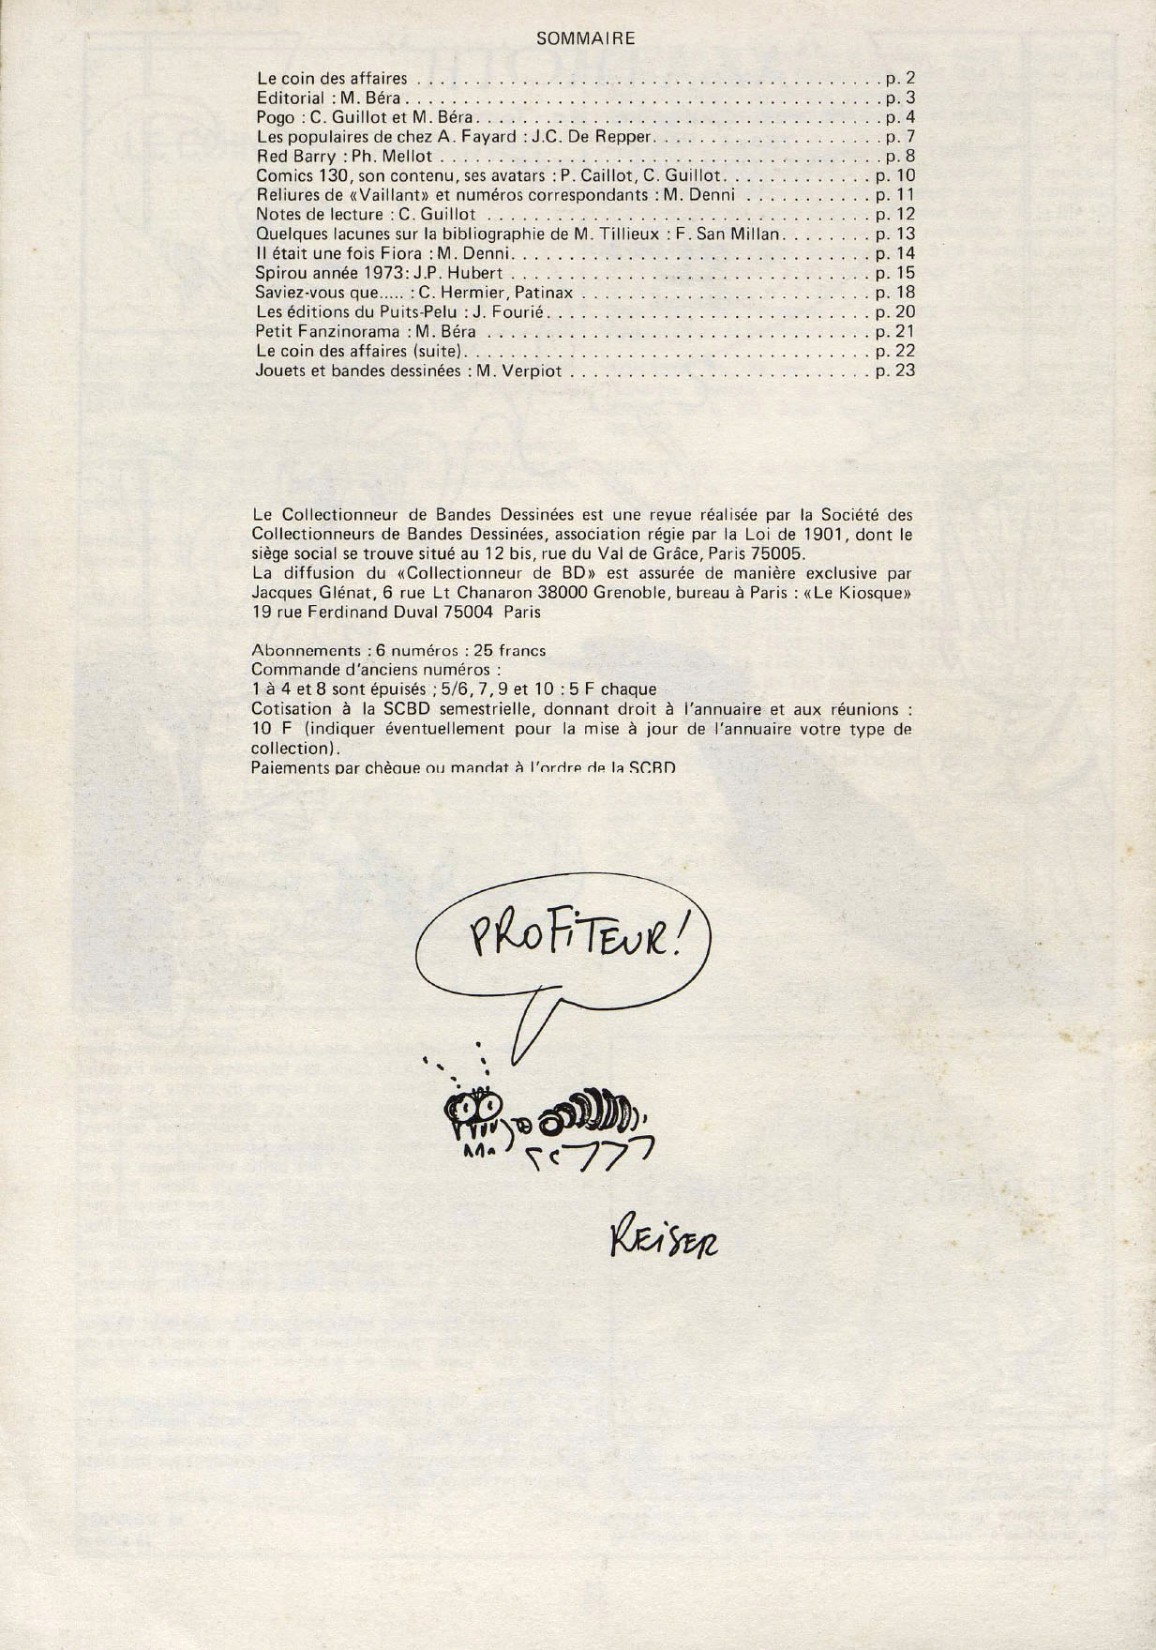 SOMMAIRE
Le coin des affaires . . . . . . . . . . . . . . . . . . . . . . . . . . . . . . . . . . . . . . . . p. 2
Editorial : M. Béra . . . . . . . . . . . . . . . . . . . . . . . . . . . . . . . . . . . . . . . . p. 3
Pogo : C. Guillot et M. Béra . . . . . . . . . . . . . . . . . . . . . . . . . . . . . . . . . . p. 4
Les populaires de chez A. Fayard : J.C. De Repper. . . . . . . . . . . . . . . . . . . . p. 7
Red Barry : Ph. Mellot . . . . . . . . . . . . . . . . . . . . . . . . . . . . . . . . . . . . . p. 8
Comics 130, son contenu, ses avatars : P. Caillot, C. Guillot. . . . . . . . . . . . . p. 10
Reliures de «Vaillant» et numéros correspondants : M. Denni . . . . . . . . . . . p. 11
Notes de lecture : C. Guillot . . . . . . . . . . . . . . . . . . . . . . . . . . . . . . . . . p. 12
Quelques lacunes sur la bibliographie de M. Tillieux : F. San Millan. . . . . . . . p. 13
Il était une fois Fiora : M. Denni. . . . . . . . . . . . . . . . . . . . . . . . . . . . . . . p. 14
Spirou année 1973: J.P. Hubert . . . . . . . . . . . . . . . . . . . . . . . . . . . . . . . p. 15
Saviez-vous que..... : C. Hermier, Patinax . . . . . . . . . . . . . . . . . . . . . . . . . p. 18
Les éditions du Puits-Pelu : J. Fourié. . . . . . . . . . . . . . . . . . . . . . . . . . . . p. 20
Petit Fanzinorama : M. Béra . . . . . . . . . . . . . . . . . . . . . . . . . . . . . . . . . p. 21
Le coin des affaires (suite). . . . . . . . . . . . . . . . . . . . . . . . . . . . . . . . . . . p. 22
Jouets et bandes dessinées : M. Verpiot . . . . . . . . . . . . . . . . . . . . . . . . . . p. 23
Le Collectionneur de Bandes Dessinées est une revue réalisée par la Société des
Collectionneurs de Bandes Dessinées, association régie par la Loi de 1901, dont le
siège social se trouve situé au 12 bis, rue du Val de Grâce, Paris 75005.
La diffusion du «Collectionneur de BD» est assurée de manière exclusive par
Jacques Glénat, 6 rue Lt Chanaron 38000 Grenoble, bureau à Paris : «Le Kiosque»
19 rue Ferdinand Duval 75004 Paris
Abonnements : 6 numéros : 25 francs
Commande d'anciens numéros :
1 à 4 et 8 sont épuisés ; 5/6, 7, 9 et 10 : 5 F chaque
Cotisation à la SCBD semestrielle, donnant droit à l'annuaire et aux réunions :
10 F (indiquer éventuellement pour la mise à jour de l'annuaire votre type de
collection).
Paiements par chèque ou mandat à l'ordre de la SCBD
PROFITEUR!
REISER